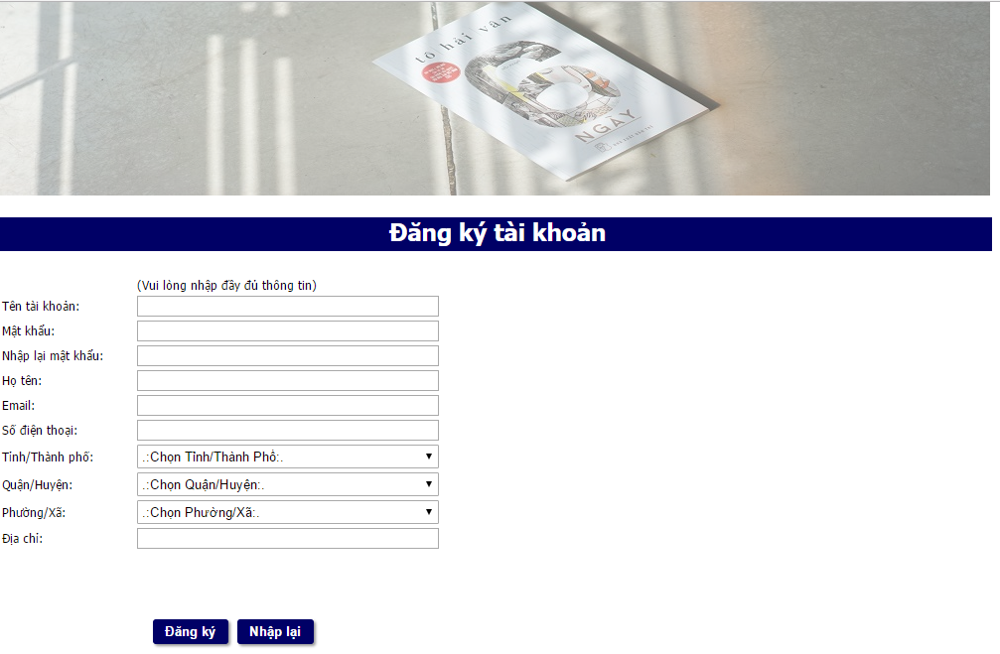 tô hải vân
6
NGÀY
Đăng ký tài khoản
(Vui lòng nhập đầy đủ thông tin)
Tên tài khoản:
Mật khẩu:
Nhập lại mật khẩu:
Họ tên:
Email:
Số điện thoại:
Tỉnh/Thành phố:
.:Chọn Tỉnh/Thành Phố:.
Quận/Huyện:
.:Chọn Quận/Huyện:.
Phường/Xã:
.:Chọn Phường/Xã:.
Địa chỉ:
Đăng ký
Nhập lại